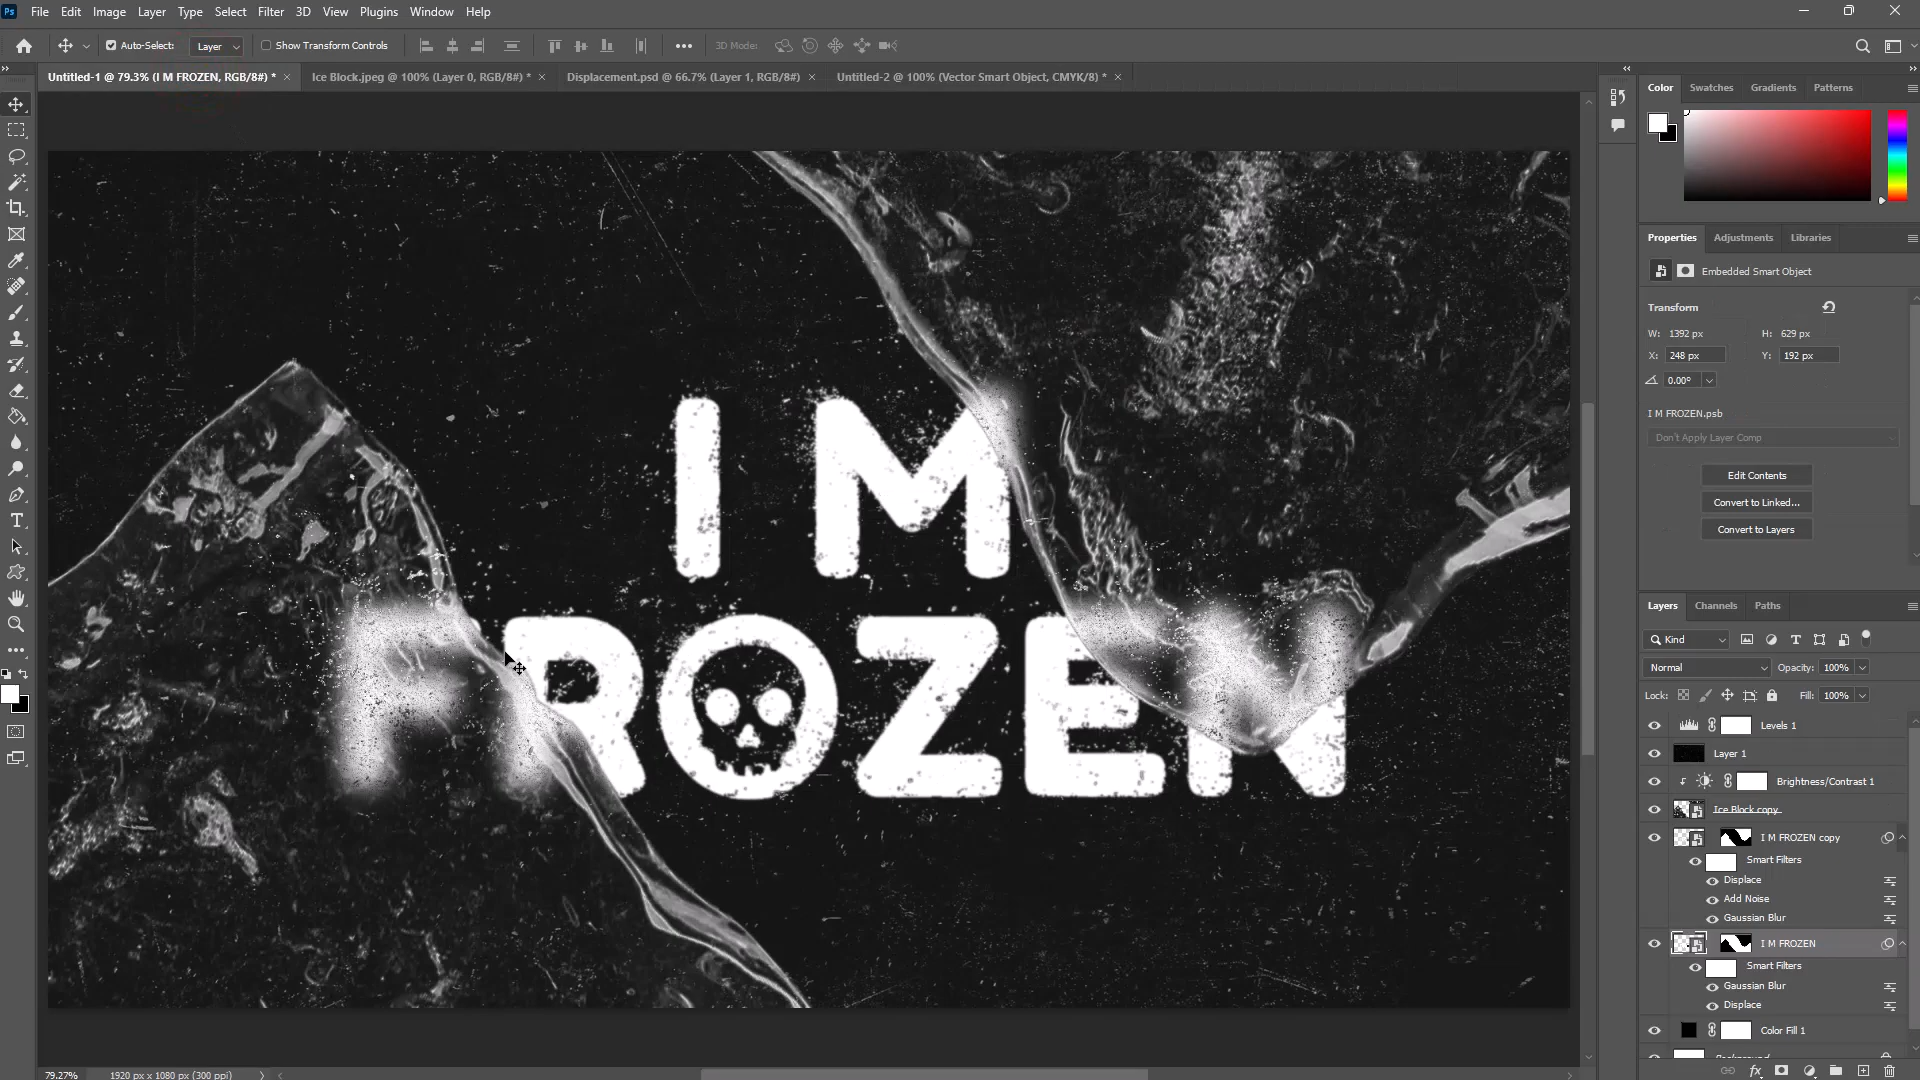 Ps File Edit Image Layer Type Select Filter 3D View Plugins Window Help
Auto-Select: Layer Show Transform Controls 3D Mode:
Untitled-1 @ 79.3% (I M FROZEN, RGB/8#) * Ice Block.jpeg @ 100% (Layer 0, RGB/8#) * Displacement.psd @ 66.7% (Layer 1, RGB/8#) Untitled-2 @ 100% (Vector Smart Object, CMYK/8) *
I M
FROZEN
Color Swatches Gradients Patterns
Properties Adjustments Libraries
Embedded Smart Object
Transform
W: 1392 px H: 629 px
X: 248 px Y: 192 px
0.00°
I M FROZEN.psb
Don't Apply Layer Comp
Edit Contents
Convert to Linked...
Convert to Layers
Layers Channels Paths
Kind
Normal Opacity: 100%
Lock: Fill: 100%
Levels 1
Layer 1
Brightness/Contrast 1
Ice Block copy
I M FROZEN copy
Smart Filters
Displace
Add Noise
Gaussian Blur
I M FROZEN
Smart Filters
Gaussian Blur
Displace
Color Fill 1
Background
fx
79.27% 1920 px x 1080 px (300 ppi)